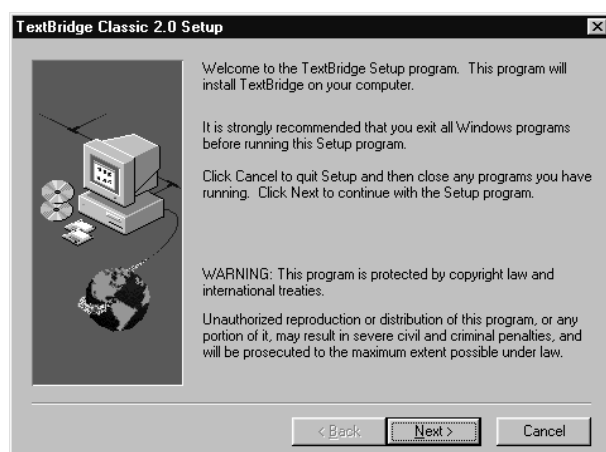 TextBridge Classic 2.0 Setup
Welcome to the TextBridge Setup program. This program will
install TextBridge on your computer.
It is strongly recommended that you exit all Windows programs
before running this Setup program.
Click Cancel to quit Setup and then close any programs you have
running. Click Next to continue with the Setup program.
WARNING: This program is protected by copyright law and
international treaties.
Unauthorized reproduction or distribution of this program, or any
portion of it, may result in severe civil and criminal penalties, and
will be prosecuted to the maximum extent possible under law.
< Back Next > Cancel